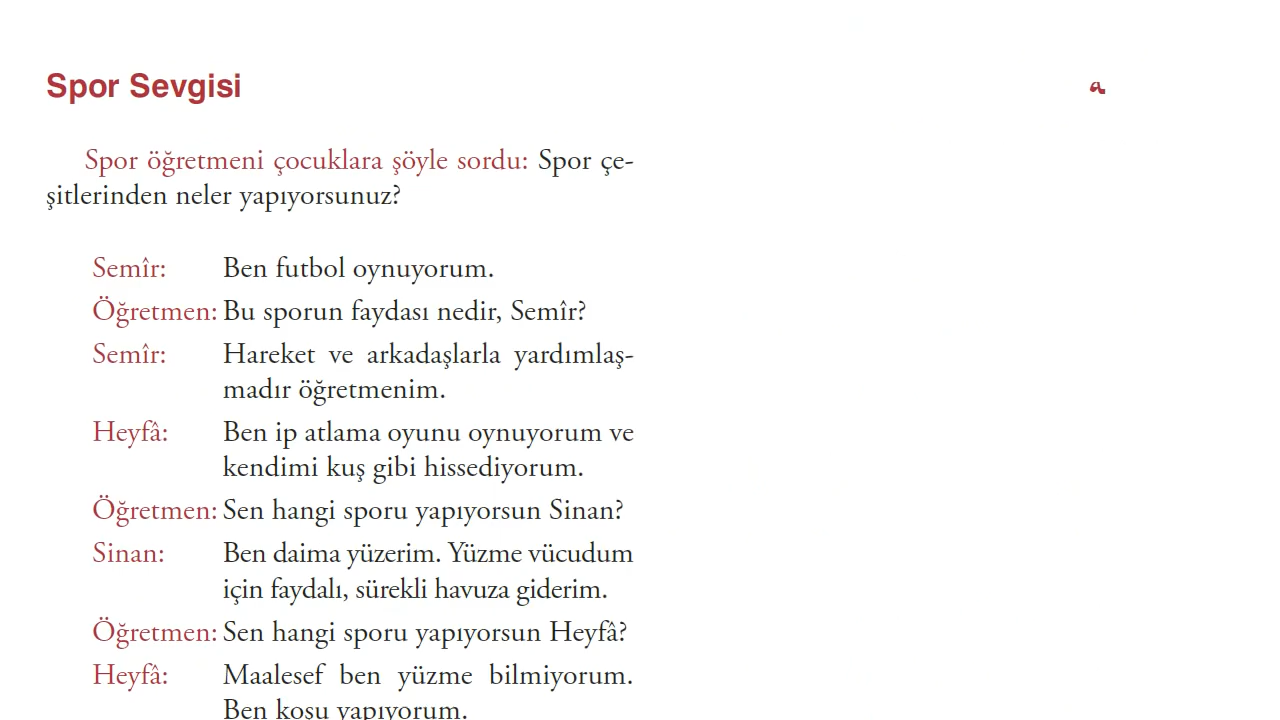 Spor Sevgisi
Spor öğretmeni çocuklara şöyle sordu: Spor çe-
şitlerinden neler yapıyorsunuz?
Semîr: Ben futbol oynuyorum.
Öğretmen: Bu sporun faydası nedir, Semîr?
Semîr: Hareket ve arkadaşlarla yardımlaş-
madır öğretmenim.
Heyfâ: Ben ip atlama oyunu oynuyorum ve
kendimi kuş gibi hissediyorum.
Öğretmen: Sen hangi sporu yapıyorsun Sinan?
Sinan: Ben daima yüzerim. Yüzme vücudum
için faydalı, sürekli havuza giderim.
Öğretmen: Sen hangi sporu yapıyorsun Heyfâ?
Heyfâ: Maalesef ben yüzme bilmiyorum.
Ben koşu yapıyorum.